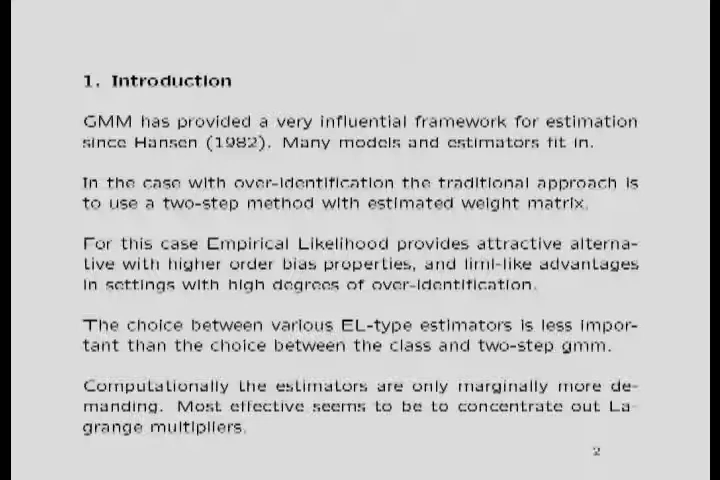 1. Introduction
GMM has provided a very influential framework for estimation
since Hansen (1982). Many models and estimators fit in.
In the case with over-identification the traditional approach is
to use a two-step method with estimated weight matrix.
For this case Empirical Likelihood provides attractive alterna-
tive with higher order bias properties, and liml-like advantages
in settings with high degrees of over-identification.
The choice between various EL-type estimators is less impor-
tant than the choice between the class and two-step gmm.
Computationally the estimators are only marginally more de-
manding. Most effective seems to be to concentrate out La-
grange multipliers.
2